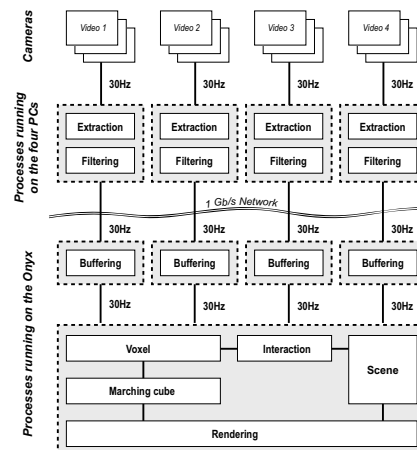 Cameras
Video 1
Video 2
Video 3
Video 4
30Hz
30Hz
30Hz
30Hz
Processes running
on the four PCs
Extraction
Extraction
Extraction
Extraction
Filtering
Filtering
Filtering
Filtering
1 Gb/s Network
30Hz
30Hz
30Hz
30Hz
Processes running on the Onyx
Buffering
Buffering
Buffering
Buffering
30Hz
30Hz
30Hz
30Hz
Voxel
Interaction
Scene
Marching cube
Rendering